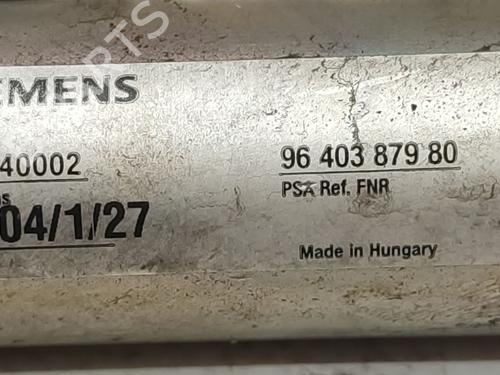 EMENS
40002
96 403 879 80
PSA Ref. FNR
04/1/27
Made in Hungary